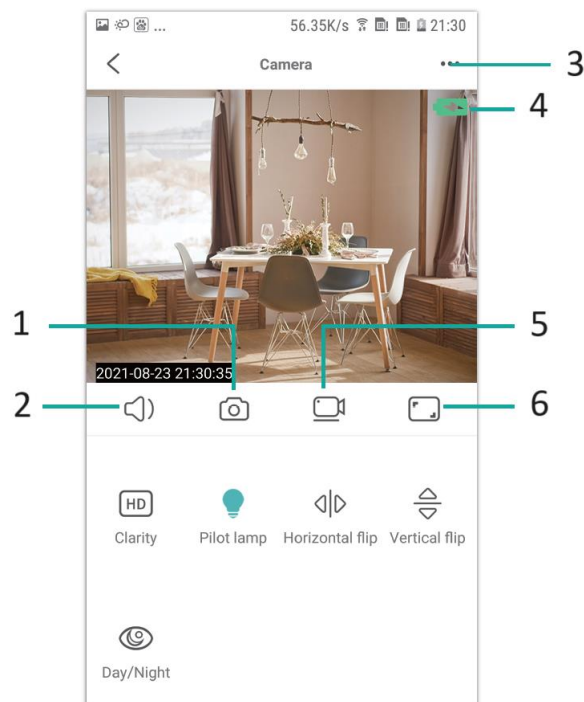 ... 56.35K/s 21:30
Camera
3
4
2021-08-23 21:30:35
1
5
2
6
HD
Clarity Pilot lamp Horizontal flip Vertical flip
Day/Night